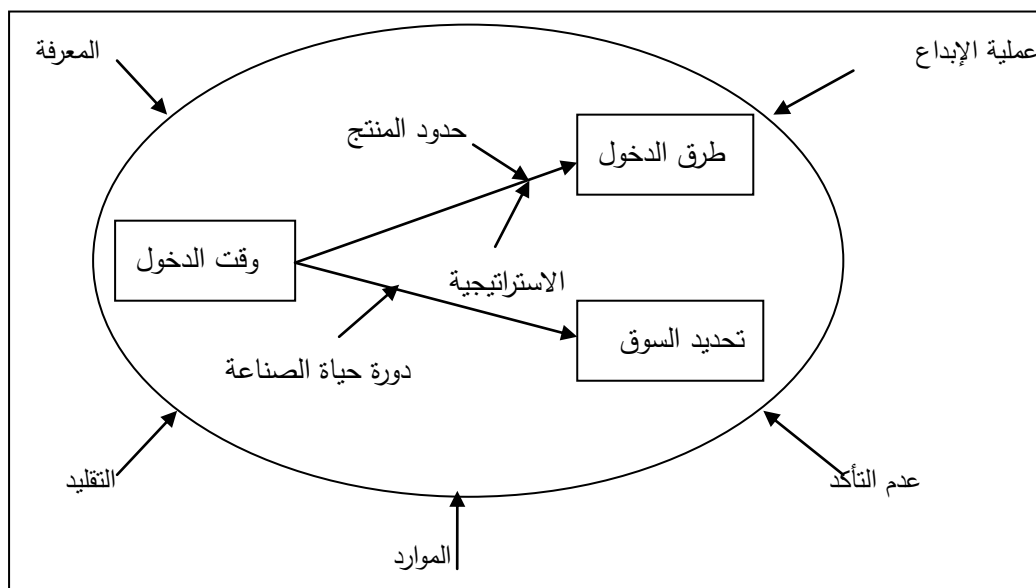 عملية الإبداع
المعرفة
حدود المنتج
طرق الدخول
وقت الدخول
الاستراتيجية
تحديد السوق
دورة حياة الصناعة
عدم التأكد
التقليد
الموارد